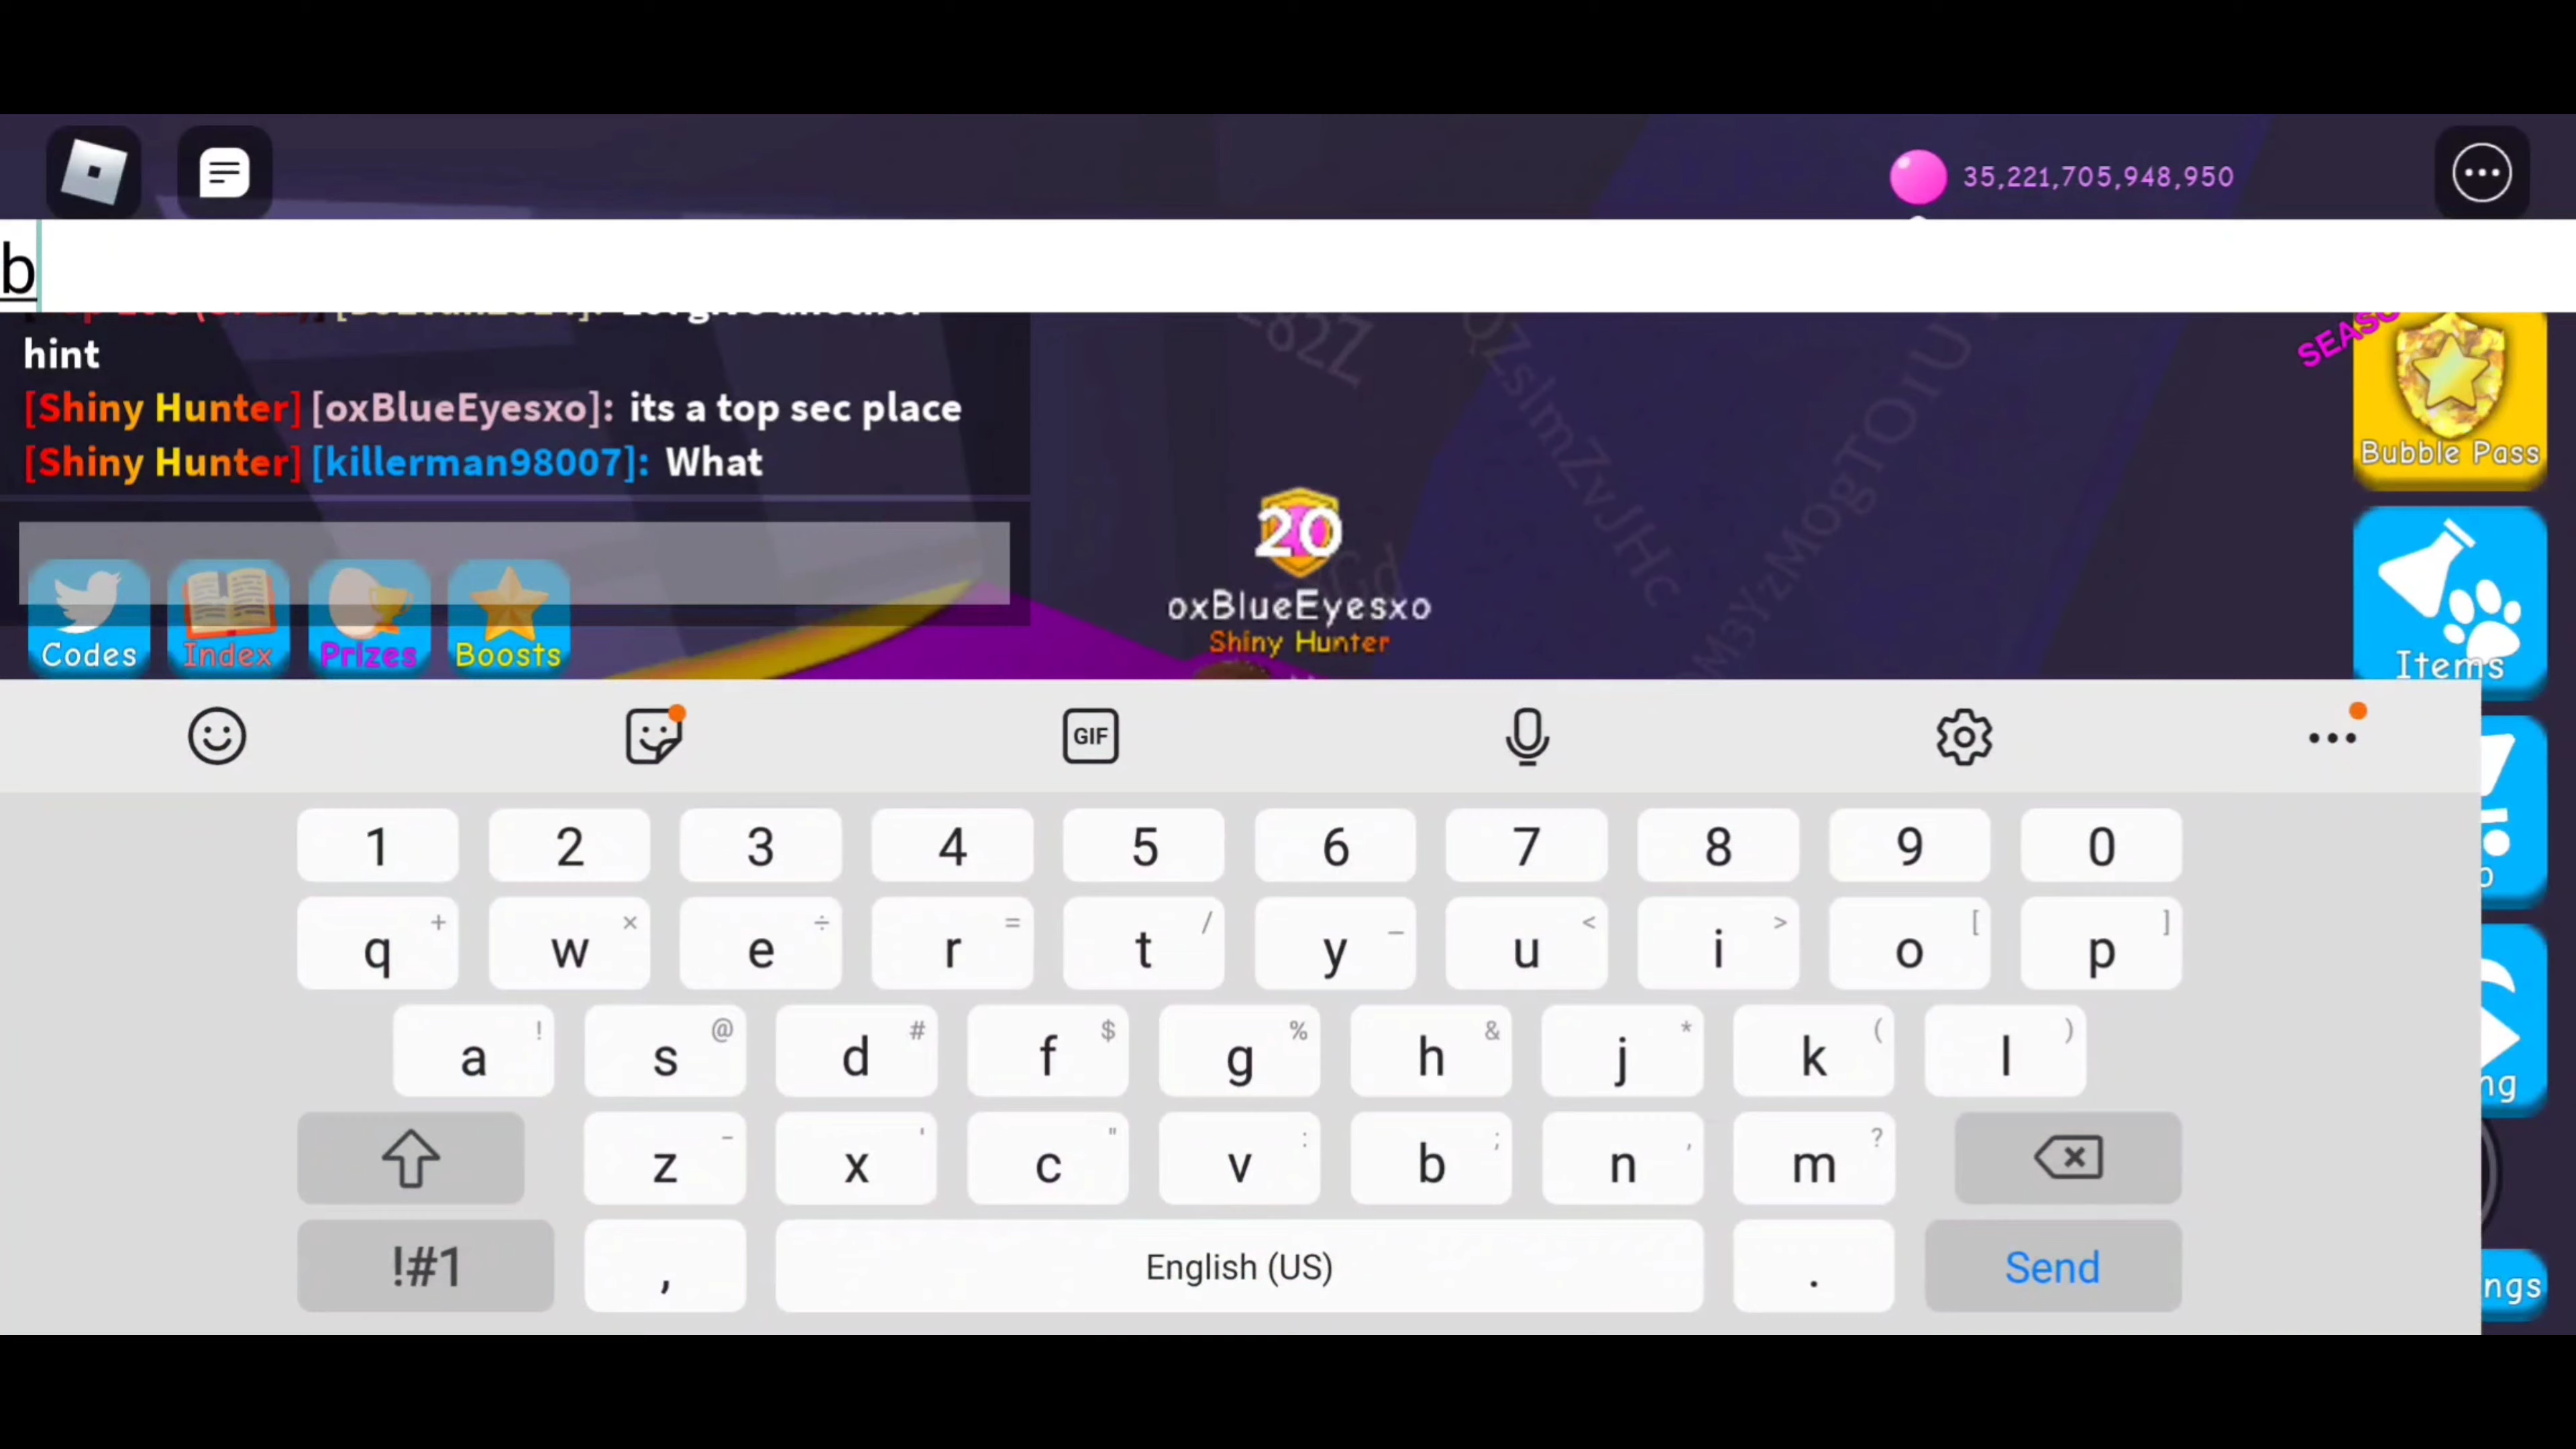 35,221,705,948,950
b
hint
[Shiny Hunter] [oxBlueEyesxo]: its a top sec place
[Shiny Hunter] [killerman98007]: What
Bubble Pass
20
oxBlueEyesxo
Shiny Hunter
Codes
Index
Prizes
Boosts
Items
GIF
1 2 3 4 5 6 7 8 9 0
q + w × e ÷ r = t / y _ u < i > o [ p ]
a ! s @ d # f $ g % h & j * k ( l )
z - x ' c " v : b ; n , m ?
!#1 , English (US) . Send
ng
ngs